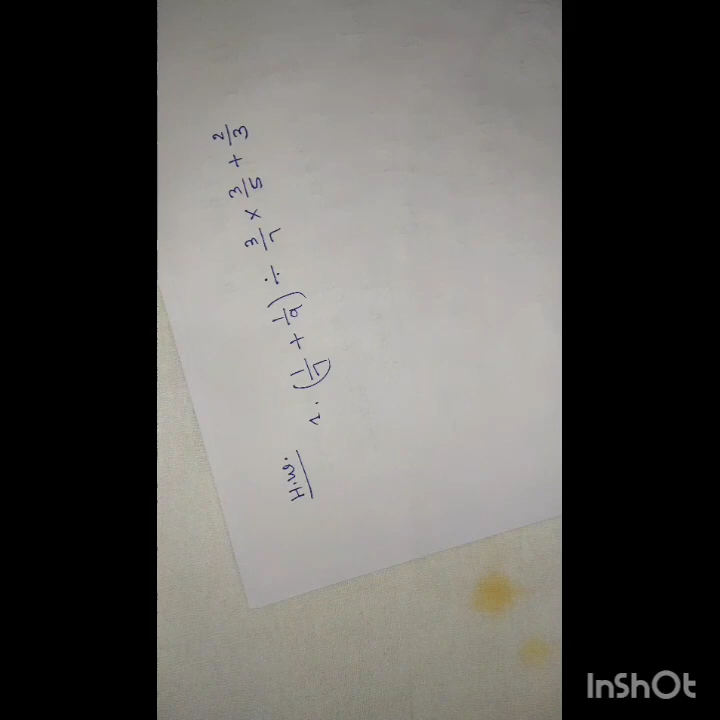 H.W.
1. (1/7 + 1/9) ÷ 3/7 × 3/5 + 2/3
InShOt